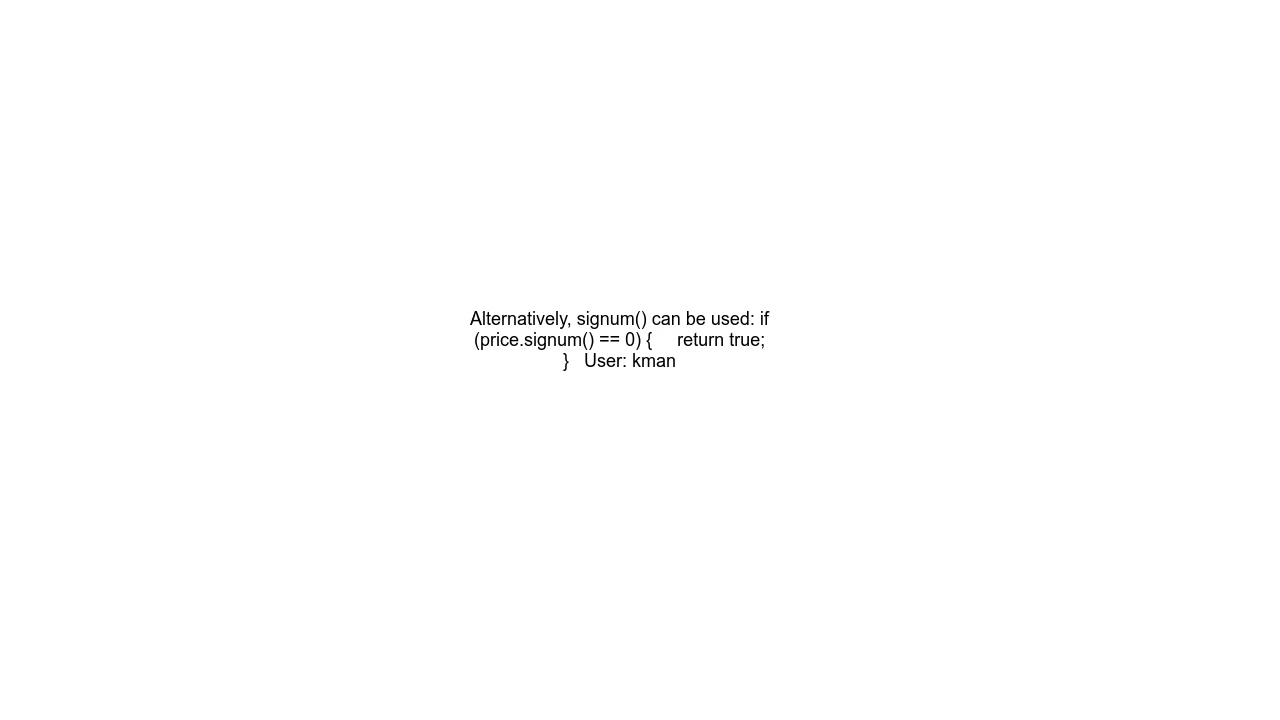 Alternatively, signum() can be used: if
(price.signum() == 0) {     return true;
}   User: kman